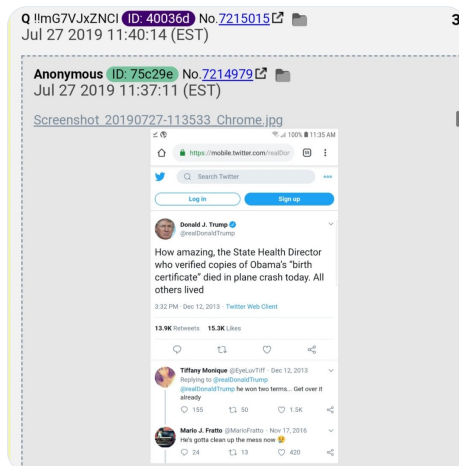 Q !!mG7VJxZNCI ID: 40036d No.7215015
3
Jul 27 2019 11:40:14 (EST)
Anonymous ID: 75c29e No.7214979
Jul 27 2019 11:37:11 (EST)
Screenshot_20190727-113533_Chrome.jpg
100% 11:35 AM
https://mobile.twitter.com/realDor
Search Twitter
Log in Sign up
Donald J. Trump
@realDonaldTrump
How amazing, the State Health Director
who verified copies of Obama's "birth
certificate" died in plane crash today. All
others lived
3:32 PM · Dec 12, 2013 · Twitter Web Client
13.9K Retweets 15.3K Likes
Tiffany Monique @EyeLuvTiff · Dec 12, 2013
Replying to @realDonaldTrump
@realDonaldTrump he won two terms... Get over it
already
155 50 1.5K
Mario J. Fratto @MarioFratto · Nov 17, 2016
He's gotta clean up the mess now 😢
24 13 420